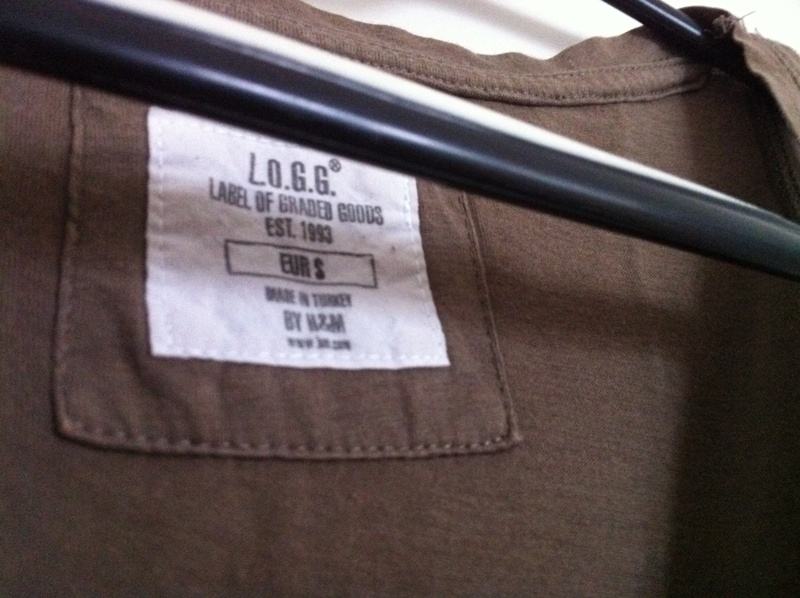 L.O.G.G.®
LABEL OF GRADED GOODS
EST. 1993
EUR S
MADE IN TURKEY
BY H&M